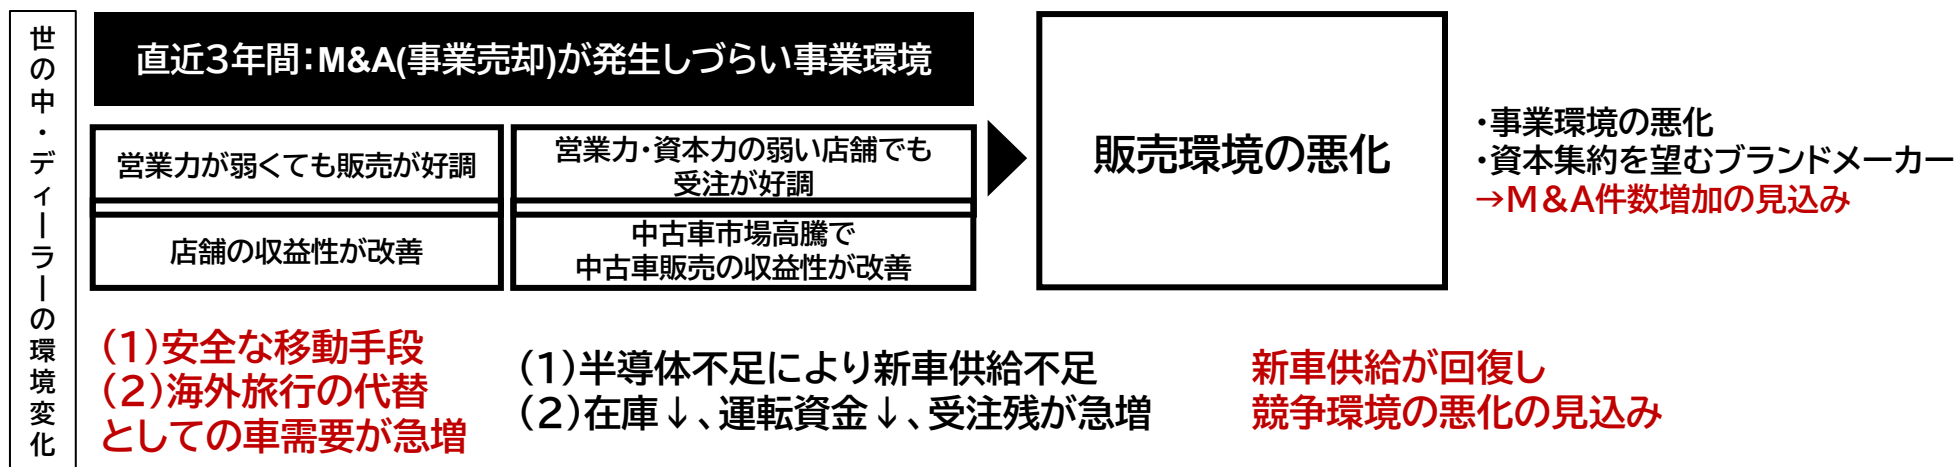 世の中・ディーラーの環境変化
直近3年間：M&A(事業売却)が発生しづらい事業環境
営業力が弱くても販売が好調
店舗の収益性が改善
営業力・資本力の弱い店舗でも
受注が好調
中古車市場高騰で
中古車販売の収益性が改善
販売環境の悪化
・事業環境の悪化
・資本集約を望むブランドメーカー
→M＆A件数増加の見込み
（1）安全な移動手段
（2）海外旅行の代替
としての車需要が急増
（1）半導体不足により新車供給不足
（2）在庫↓、運転資金↓、受注残が急増
新車供給が回復し
競争環境の悪化の見込み